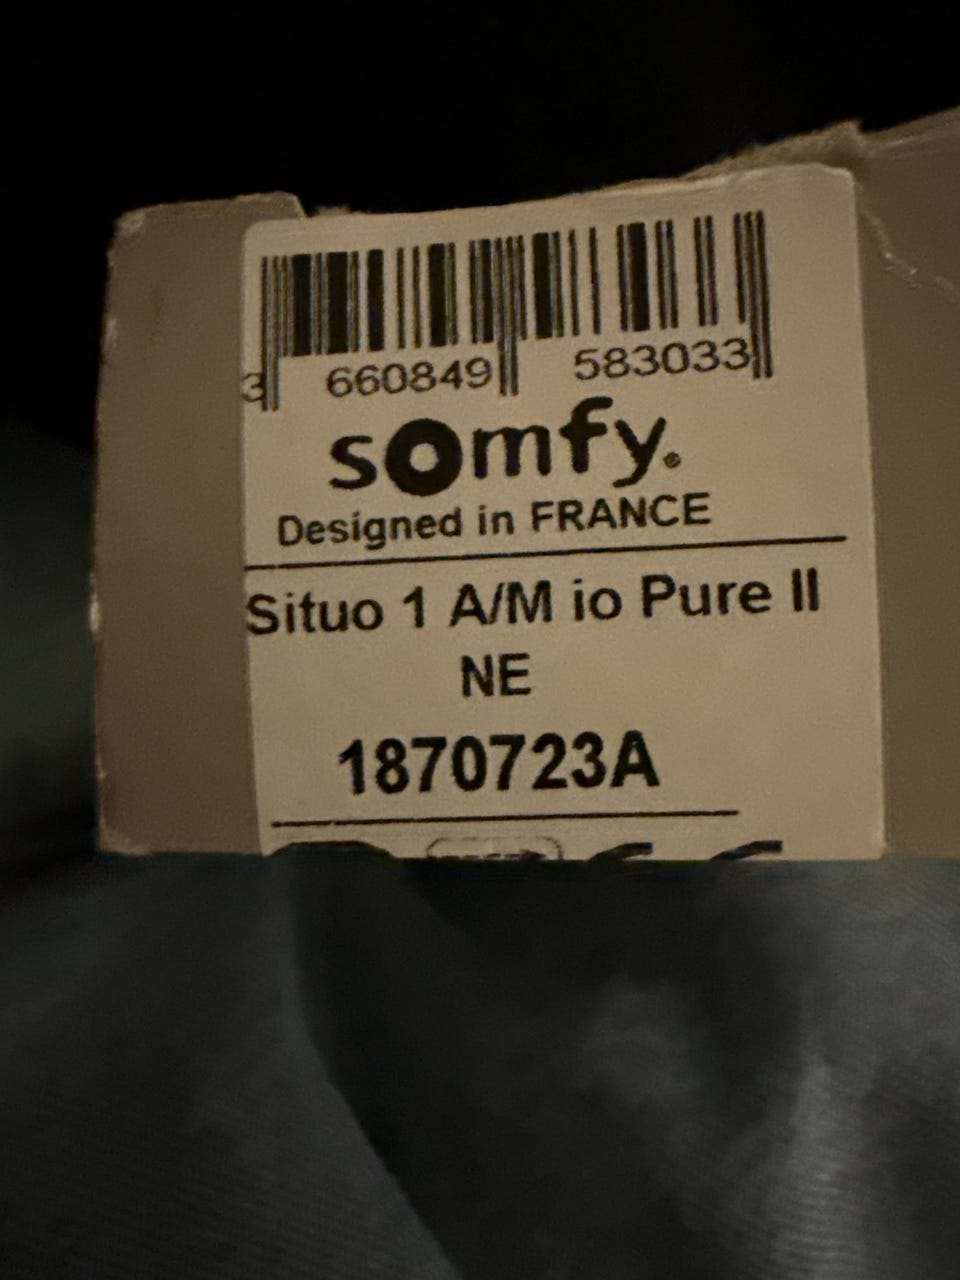 3 660849 583033
somfy®
Designed in FRANCE
Situo 1 A/M io Pure II
NE
1870723A